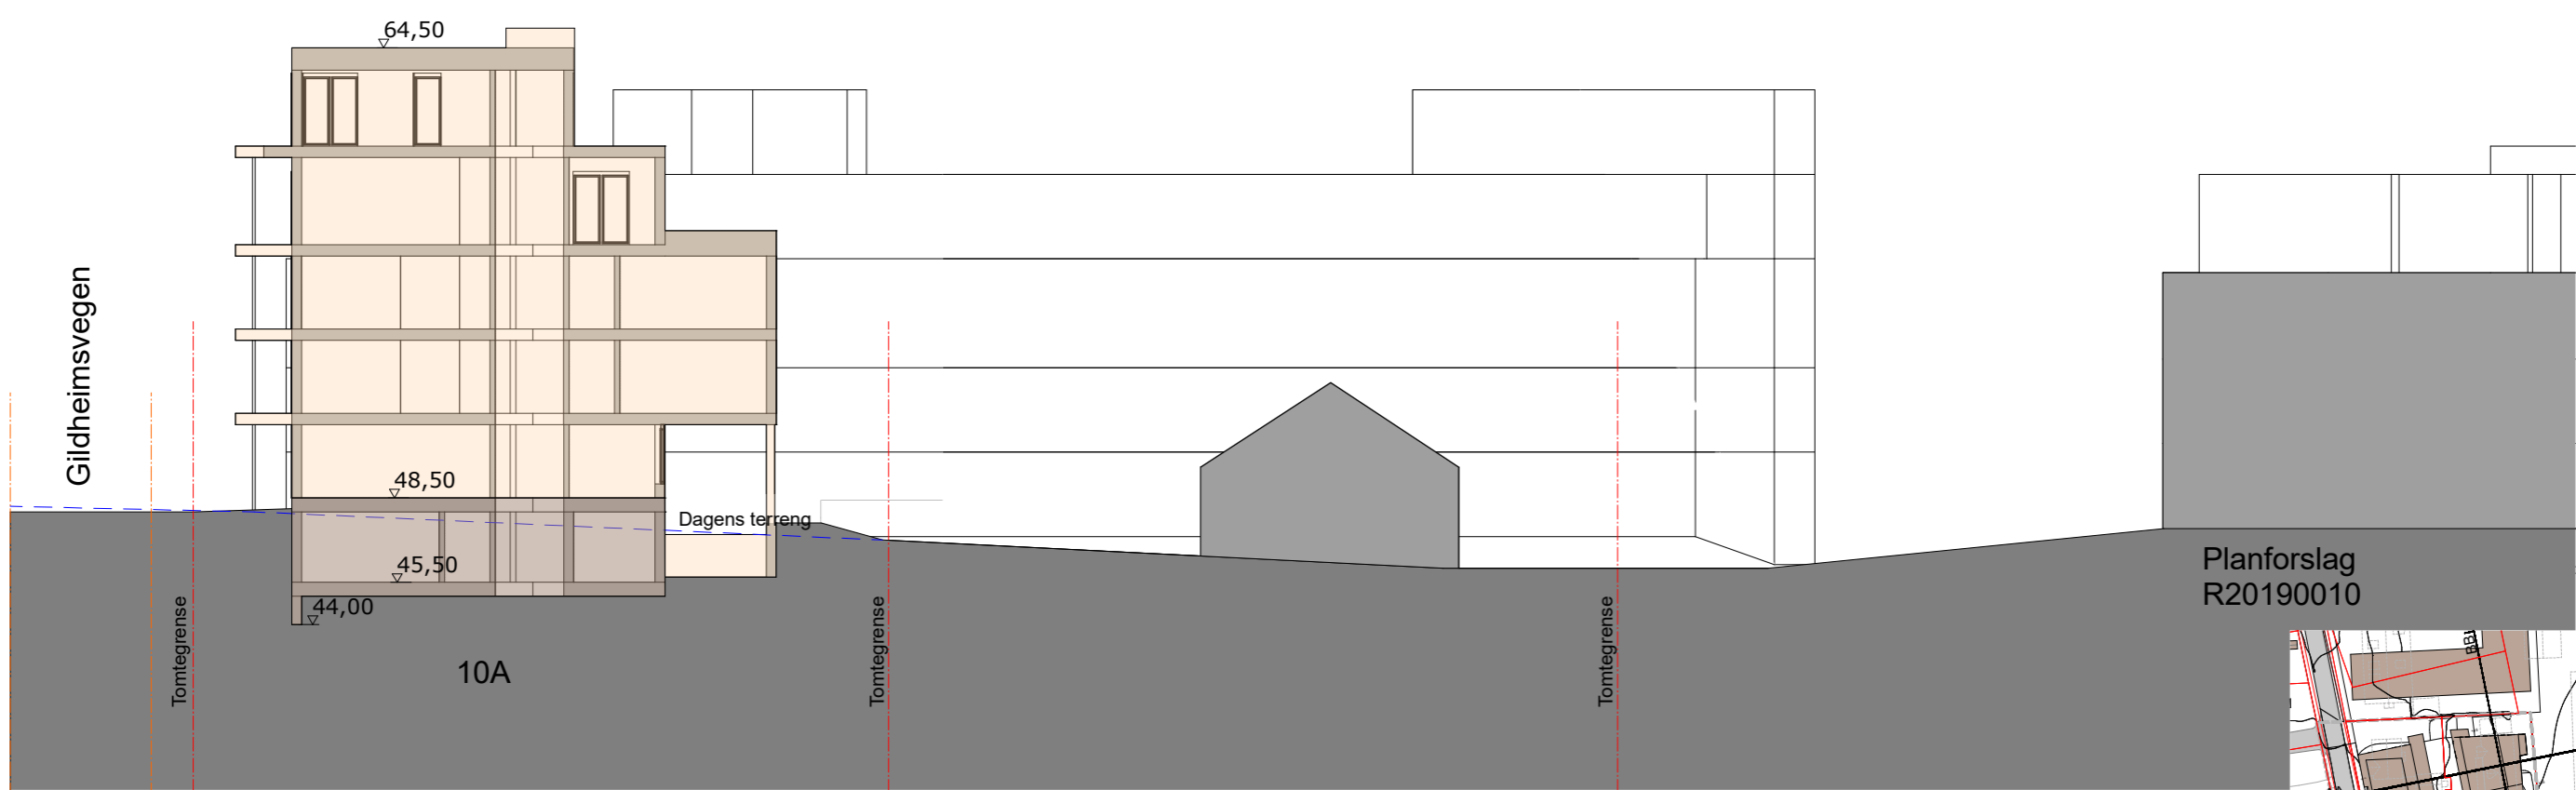 64,50
Gildheimsvegen
48,50
Dagens terreng
45,50
44,00
Tomtegrense
10A
Tomtegrense
Tomtegrense
Planforslag
R20190010